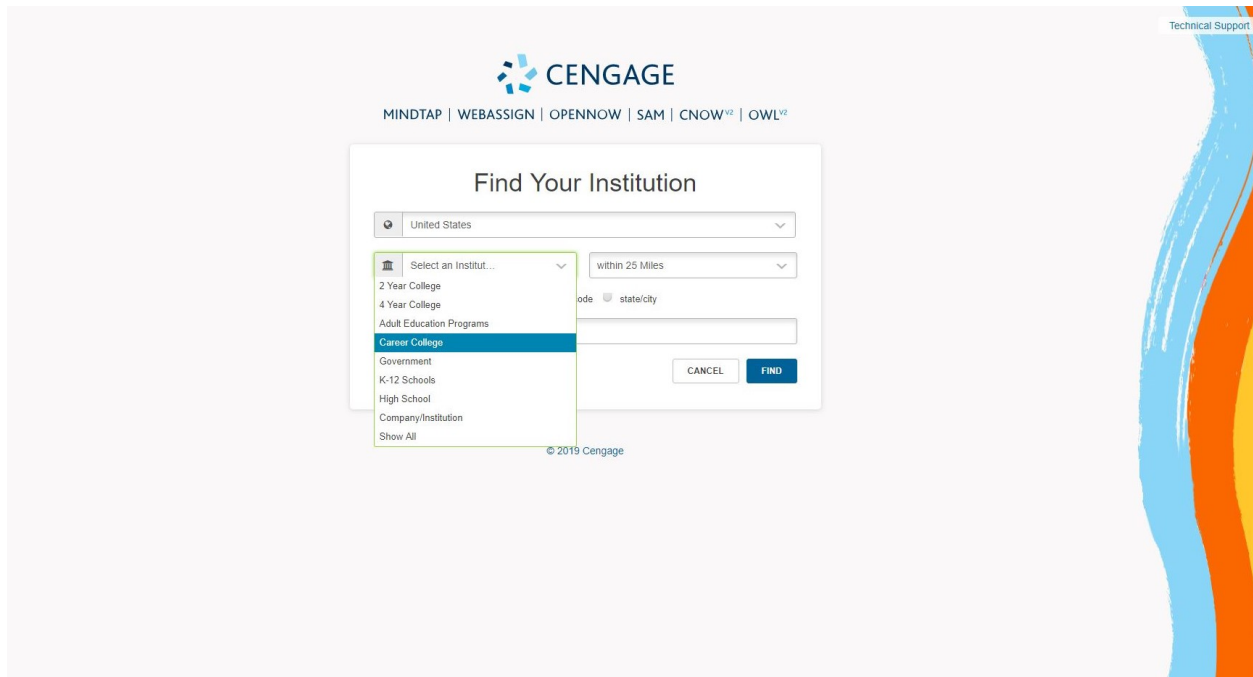 Technical Support
CENGAGE
MINDTAP | WEBASSIGN | OPENNOW | SAM | CNOWV2 | OWLV2
Find Your Institution
United States
Select an Institut... within 25 Miles
2 Year College
4 Year College
ode state/city
Adult Education Programs
Career College
Government
K-12 Schools
CANCEL FIND
High School
Company/Institution
Show All
© 2019 Cengage